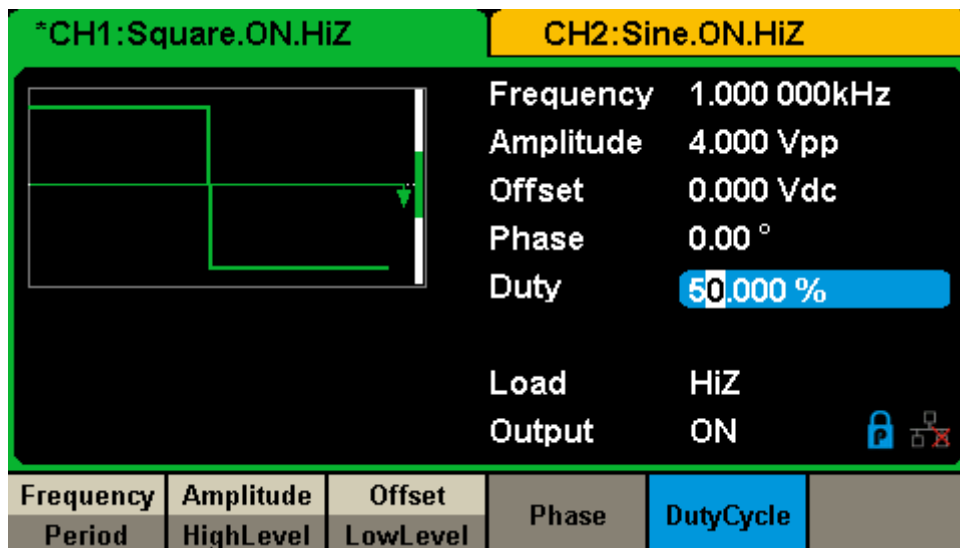 *CH1:Square.ON.HiZ CH2:Sine.ON.HiZ
Frequency 1.000 000kHz
Amplitude 4.000 Vpp
Offset 0.000 Vdc
Phase 0.00 °
Duty 50.000 %
Load HiZ
Output ON P
Frequency Amplitude Offset Phase DutyCycle
Period HighLevel LowLevel